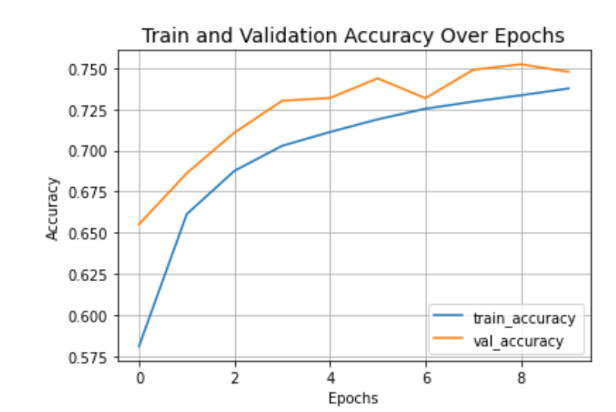 Train and Validation Accuracy Over Epochs
0.750
0.725
0.700
0.675
0.650
0.625
0.600
0.575
Accuracy
train_accuracy
val_accuracy
0 2 4 6 8
Epochs